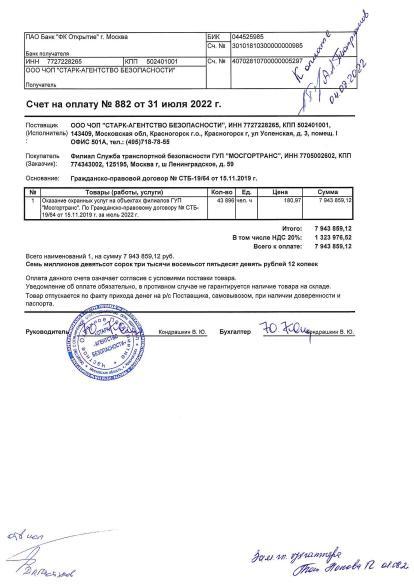 ПАО Банк "ФК Открытие" г. Москва БИК 044525985
Сч. № 30101810300000000985
Банк получателя
ИНН 7727228265 КПП 502401001 Сч. № 40702810700000005297
ООО ЧОП "СТАРК-АГЕНТСТВО БЕЗОПАСНОСТИ"
Получатель
К оплате
04.08.2022
Счет на оплату № 882 от 31 июля 2022 г.
Поставщик ООО ЧОП "СТАРК-АГЕНТСТВО БЕЗОПАСНОСТИ", ИНН 7727228265, КПП 502401001,
(Исполнитель) 143409, Московская обл, Красногорск г.о., Красногорск г, ул Успенская, д. 3, помещ. I
ОФИС 501А, тел.: (495)718-78-55
Покупатель Филиал Служба транспортной безопасности ГУП "МОСГОРТРАНС", ИНН 7705002602, КПП
(Заказчик): 774343002, 125195, Москва г, ш Ленинградское, д. 59
Основание: Гражданско-правовой договор № СТБ-19/64 от 15.11.2019 г.
№ Товары (работы, услуги) Кол-во Ед. Цена Сумма
1 Оказание охранных услуг на объектах филиалов ГУП 43 896 чел. ч 180,97 7 943 859,12
"Мосгортранс". По Гражданско-правовому договору № СТБ-
19/64 от 15.11.2019 г. за июль 2022 г.
Итого: 7 943 859,12
В том числе НДС 20%: 1 323 976,52
Всего к оплате: 7 943 859,12
Всего наименований 1, на сумму 7 943 859,12 руб.
Семь миллионов девятьсот сорок три тысячи восемьсот пятьдесят девять рублей 12 копеек
Оплата данного счета означает согласие с условиями поставки товара.
Уведомление об оплате обязательно, в противном случае не гарантируется наличие товара на складе.
Товар отпускается по факту прихода денег на р/с Поставщика, самовывозом, при наличии доверенности и
паспорта.
Руководитель Кондрашкин В. Ю. Бухгалтер Кондрашкин В. Ю.
СТАРК-
АГЕНТСТВО
БЕЗОПАСНОСТИ
Зам. гл. бухгалтера
Попова